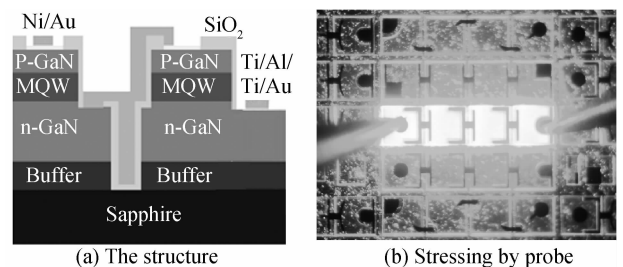 Ni/Au
SiO2
P-GaN
P-GaN
Ti/Al/
Ti/Au
MQW
MQW
n-GaN
n-GaN
Buffer
Buffer
Sapphire
(a) The structure
(b) Stressing by probe